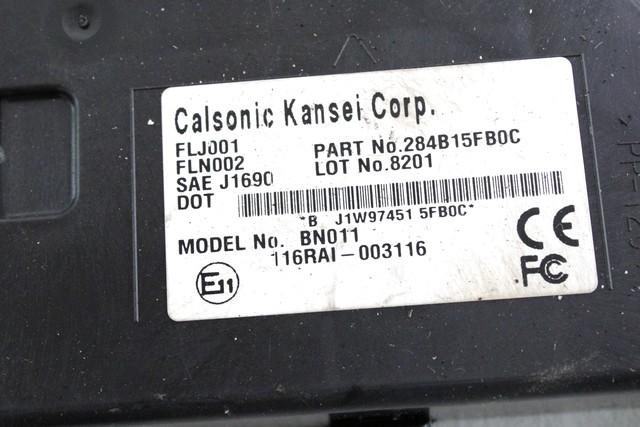 Calsonic Kansei Corp.
FLJ001
FLN002 PART No.284B15FB0C
SAE J1690 LOT No.8201
DOT
*B J1W97451 5FB0C*
MODEL No. BN011
116RAI-003116
E11
CE
FC